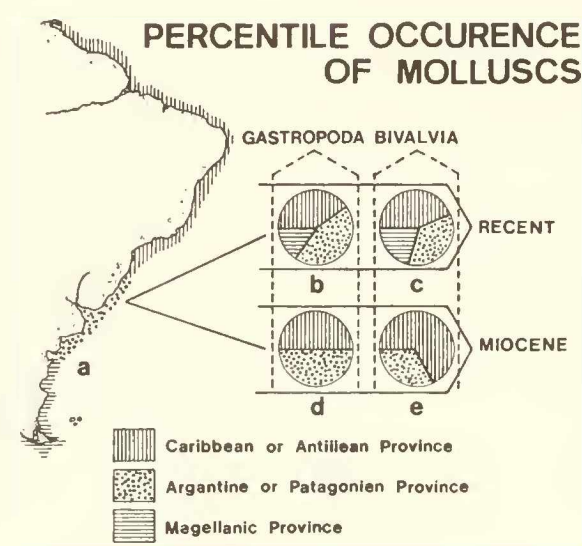 PERCENTILE OCCURENCE
OF MOLLUSCS
GASTROPODA BIVALVIA
RECENT
b
c
MIOCENE
a
d
e
Caribbean or Antillean Province
Argantine or Patagonien Province
Magellanic Province